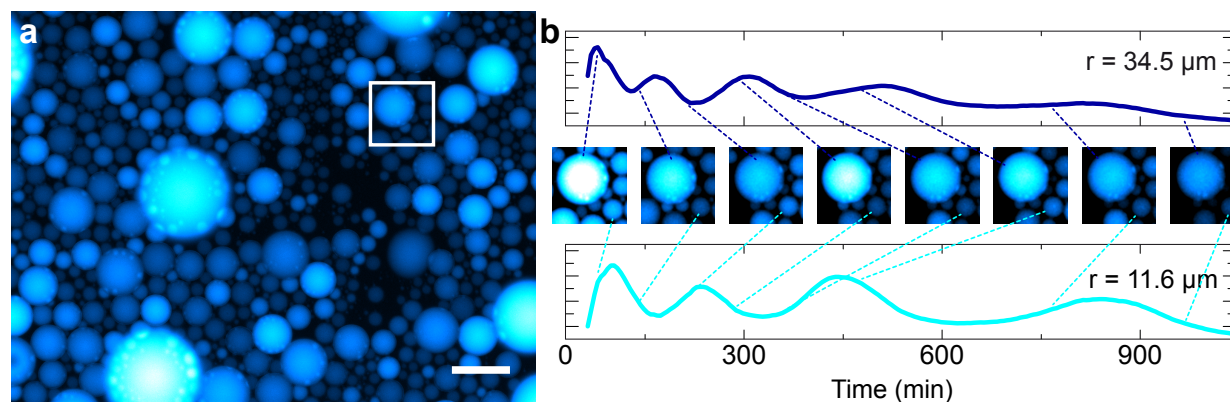 a
b
r = 34.5 µm
r = 11.6 µm
0 300 600 900
Time (min)